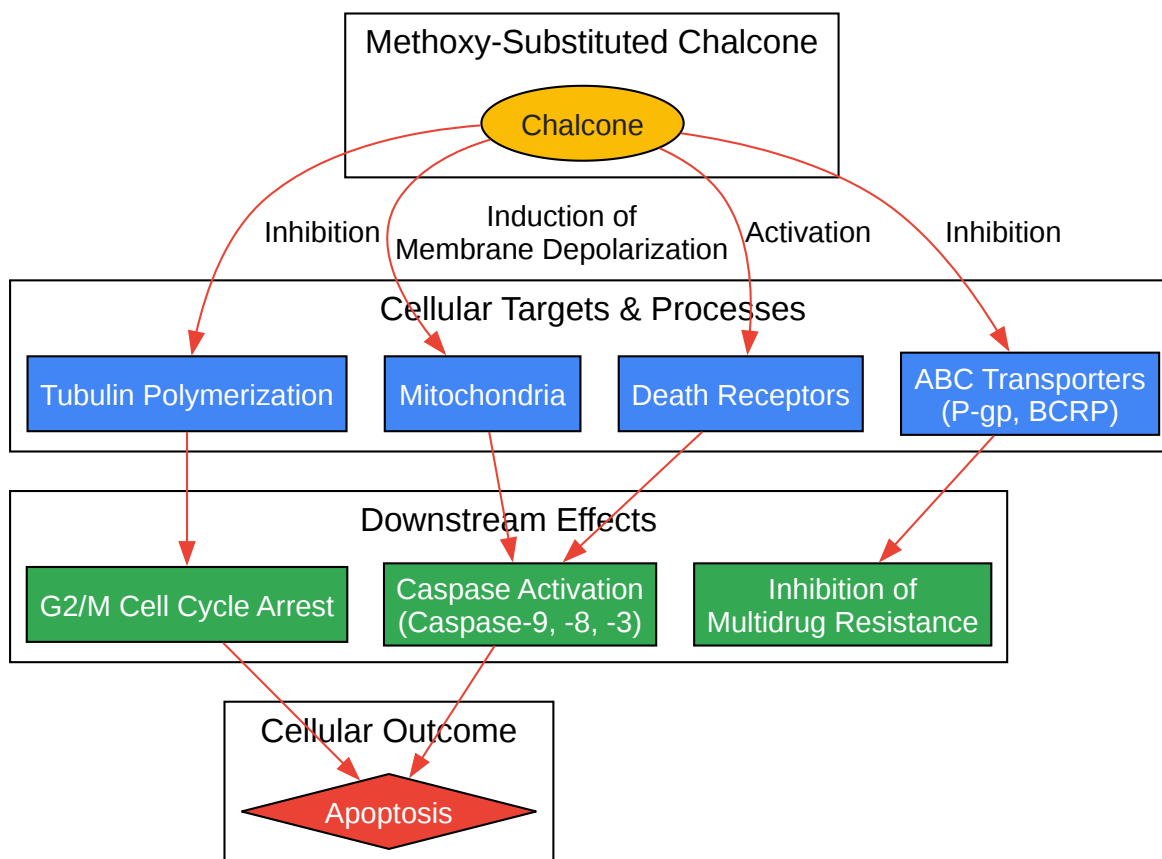 Methoxy-Substituted Chalcone
Chalcone
Inhibition
Induction of
Membrane Depolarization
Activation
Inhibition
Cellular Targets & Processes
Tubulin Polymerization
Mitochondria
Death Receptors
ABC Transporters
(P-gp, BCRP)
Downstream Effects
G2/M Cell Cycle Arrest
Caspase Activation
(Caspase-9, -8, -3)
Inhibition of
Multidrug Resistance
Cellular Outcome
Apoptosis